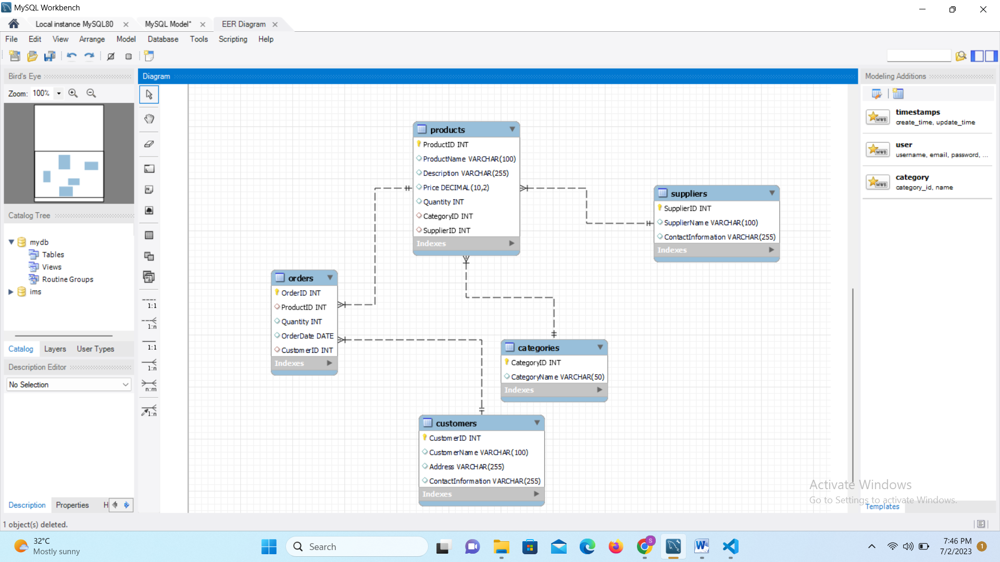 MySQL Workbench
Local instance MySQL80
MySQL Model*
EER Diagram
File Edit View Arrange Model Database Tools Scripting Help
Bird's Eye
Zoom: 100%
Catalog Tree
mydb
Tables
Views
Routine Groups
ims
Catalog Layers User Types
Description Editor
No Selection
Description Properties H
1 object(s) deleted.
Diagram
1:1
1:n
1:1
1:n
n:m
1:n
products
ProductID INT
ProductName VARCHAR(100)
Description VARCHAR(255)
Price DECIMAL(10,2)
Quantity INT
CategoryID INT
SupplierID INT
Indexes
suppliers
SupplierID INT
SupplierName VARCHAR(100)
ContactInformation VARCHAR(255)
Indexes
orders
OrderID INT
ProductID INT
Quantity INT
OrderDate DATE
CustomerID INT
Indexes
categories
CategoryID INT
CategoryName VARCHAR(50)
Indexes
customers
CustomerID INT
CustomerName VARCHAR(100)
Address VARCHAR(255)
ContactInformation VARCHAR(255)
Indexes
Modeling Additions
MWB
timestamps
create_time, update_time
MWB
user
username, email, password, ...
MWB
category
category_id, name
Activate Windows
Go to Settings to activate Windows.
Templates
32°C
Mostly sunny
Search
S
W
7:46 PM
7/2/2023
1